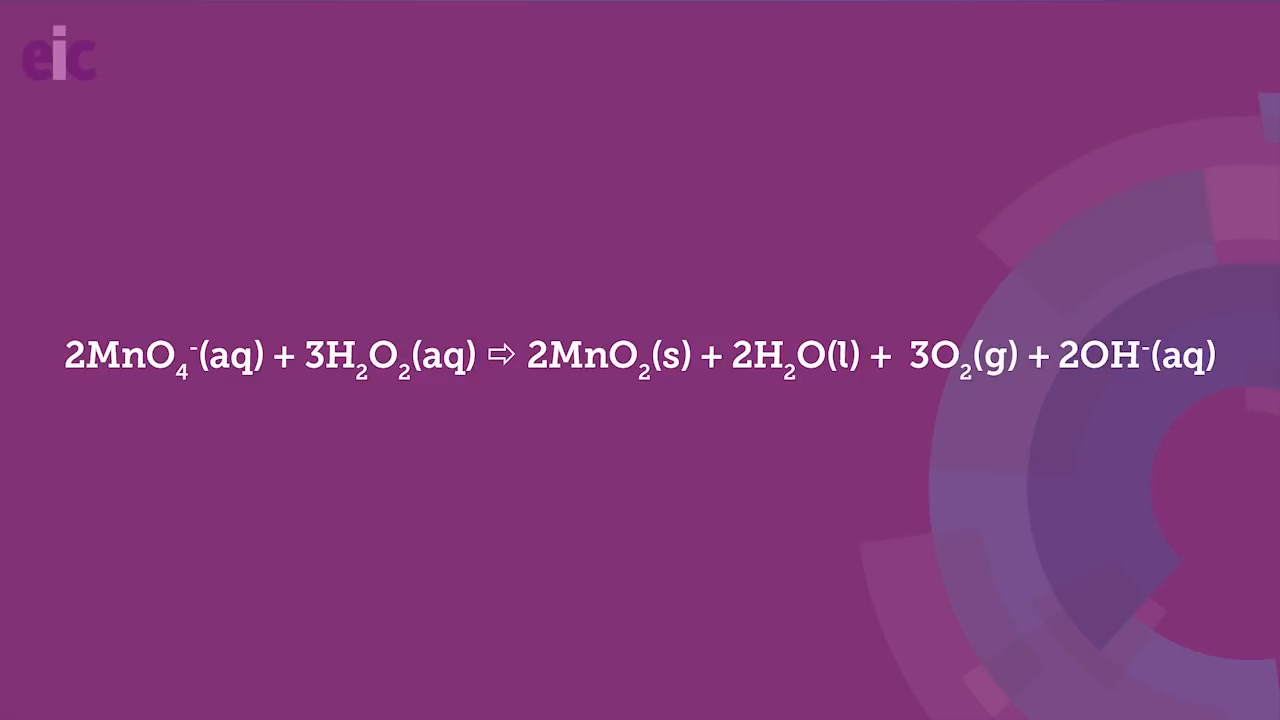 eic
2MnO₄⁻(aq) + 3H₂O₂(aq) ⇨ 2MnO₂(s) + 2H₂O(l) + 3O₂(g) + 2OH⁻(aq)